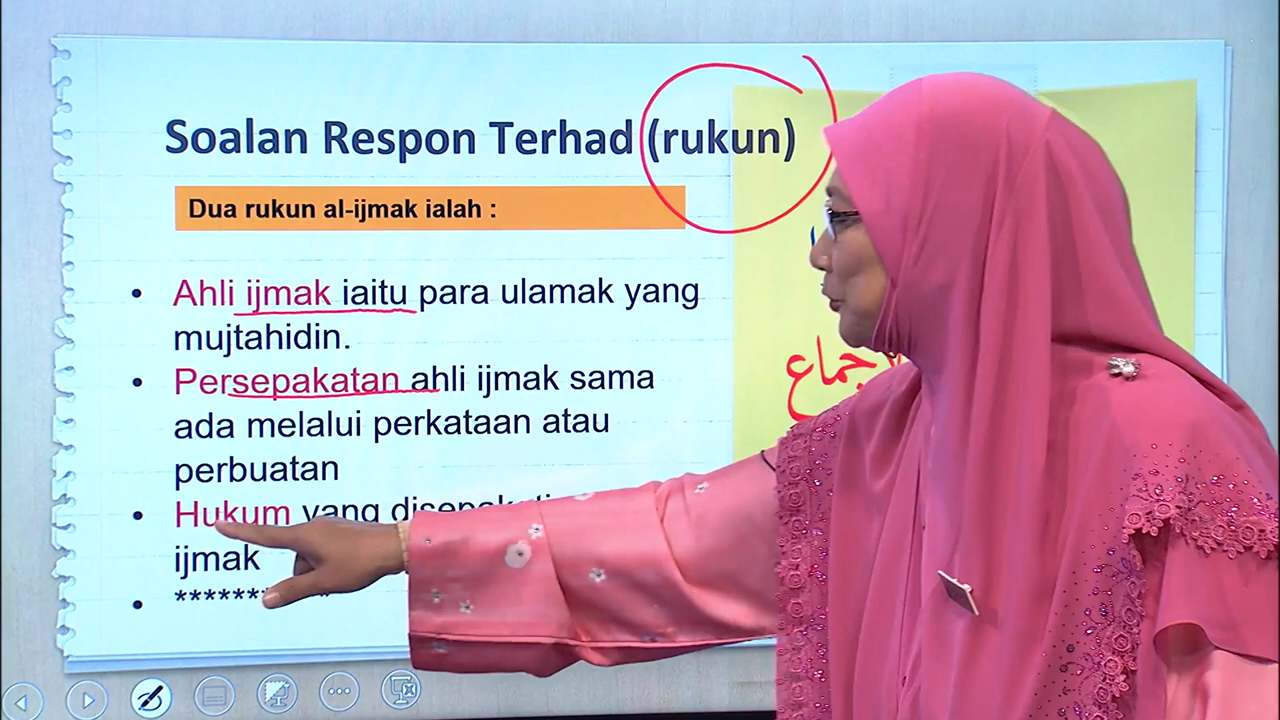 Soalan Respon Terhad (rukun)
Dua rukun al-ijmak ialah :
• Ahli ijmak iaitu para ulamak yang
mujtahidin.
• Persepakatan ahli ijmak sama
ada melalui perkataan atau
perbuatan
• Hukum yang
ijmak